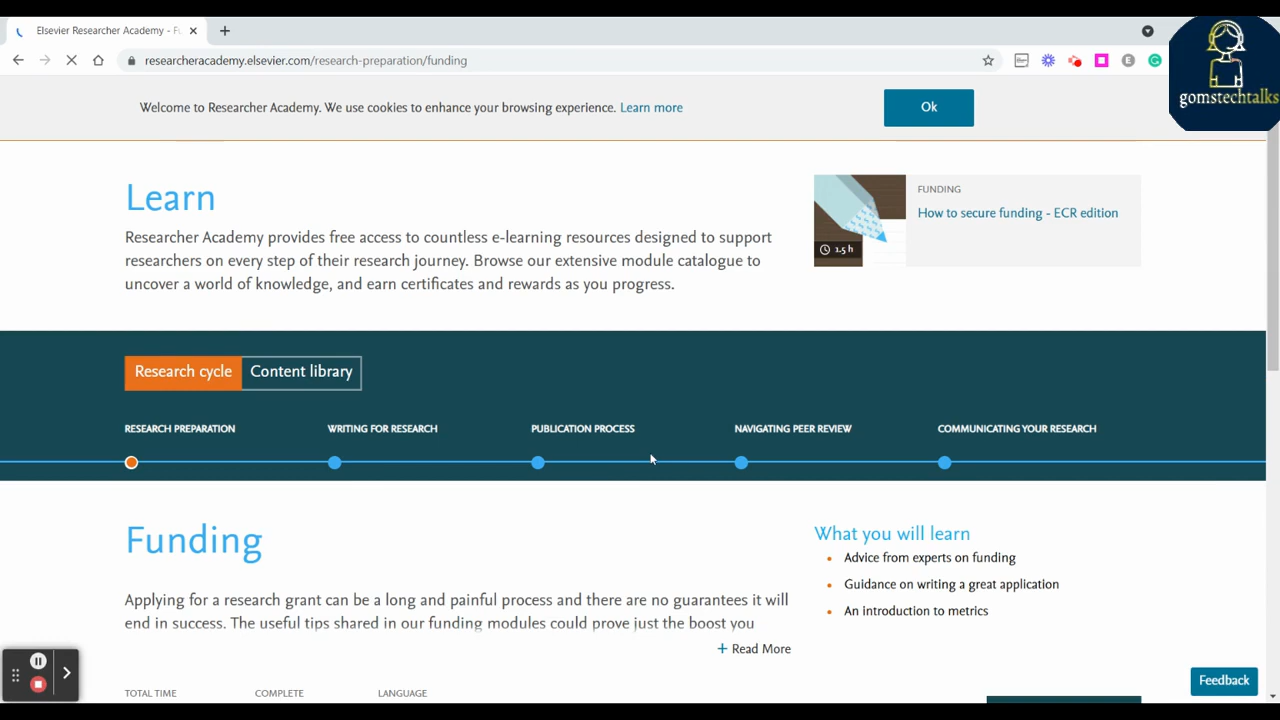 Elsevier Researcher Academy - Fu
researcheracademy.elsevier.com/research-preparation/funding
gomstechtalks
Welcome to Researcher Academy. We use cookies to enhance your browsing experience. Learn more
Ok
Learn
Researcher Academy provides free access to countless e-learning resources designed to support
researchers on every step of their research journey. Browse our extensive module catalogue to
uncover a world of knowledge, and earn certificates and rewards as you progress.
FUNDING
How to secure funding - ECR edition
1.5 h
Research cycle
Content library
RESEARCH PREPARATION
WRITING FOR RESEARCH
PUBLICATION PROCESS
NAVIGATING PEER REVIEW
COMMUNICATING YOUR RESEARCH
Funding
Applying for a research grant can be a long and painful process and there are no guarantees it will
end in success. The useful tips shared in our funding modules could prove just the boost you
+ Read More
What you will learn
Advice from experts on funding
Guidance on writing a great application
An introduction to metrics
Feedback
TOTAL TIME
COMPLETE
LANGUAGE